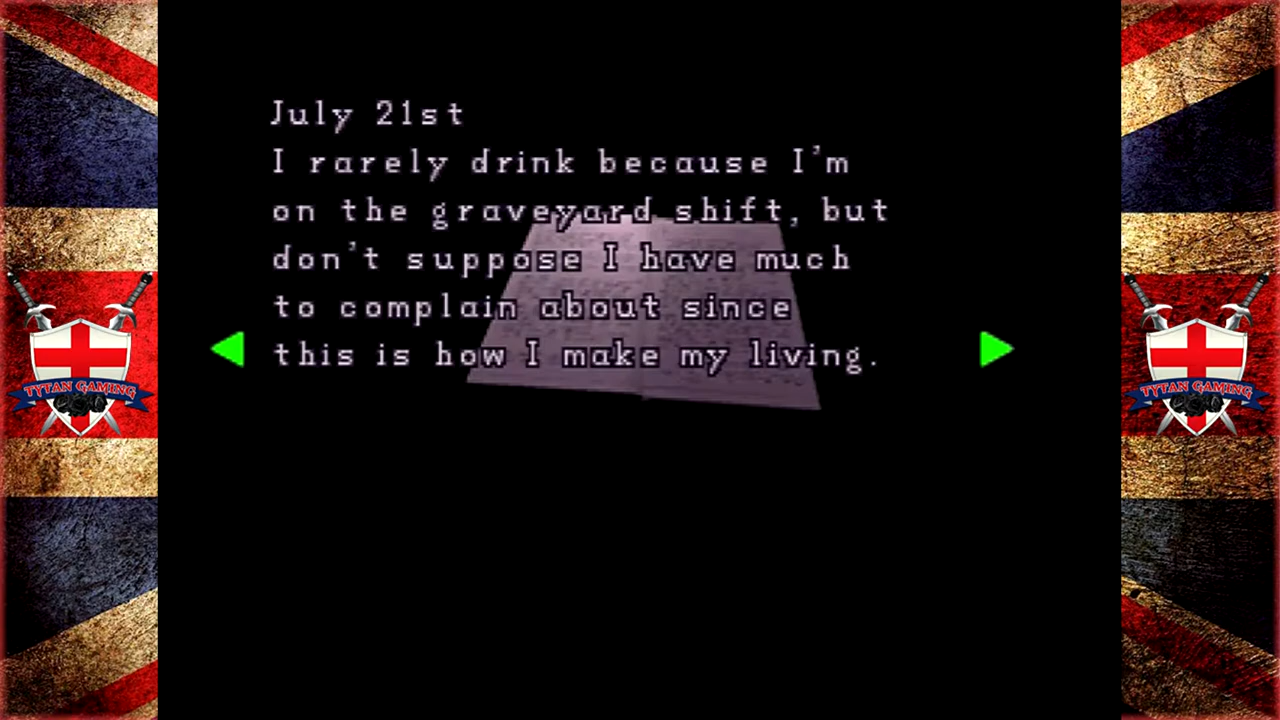 July 21st
I rarely drink because I'm
on the graveyard shift, but
don't suppose I have much
to complain about since
this is how I make my living.
TYTAN GAMING
TYTAN GAMING